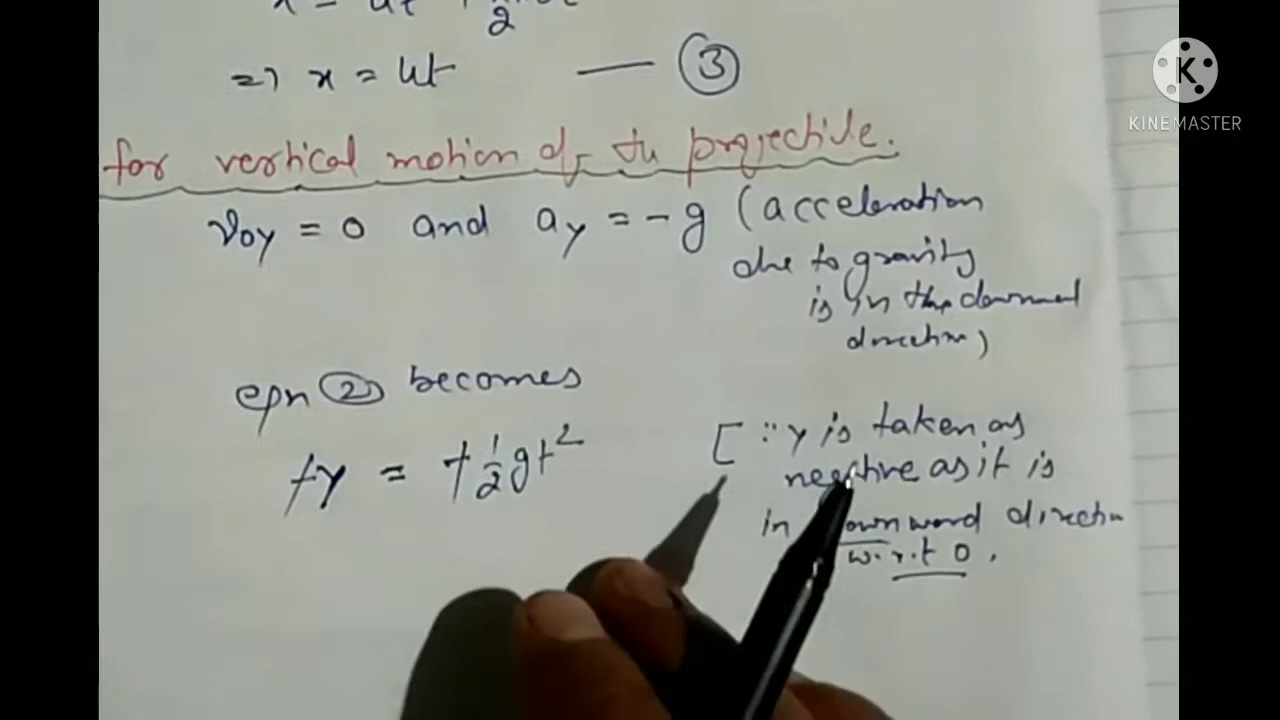 => x = ut — ③
for vertical motion of the projectile.
v₀y = 0 and ay = -g (acceleration
due to gravity
is in the downward
direction)
eqn ② becomes
+y = +½gt²
[∵ y is taken as
negative as it is
in downward direction
w.r.t 0.
K
KINEMASTER